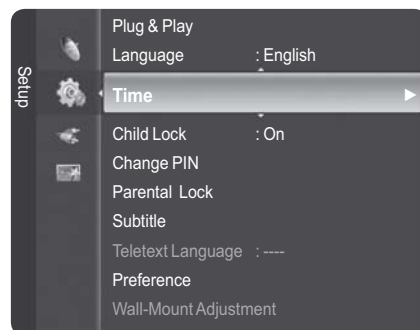 Setup
Plug & Play
Language : English
Time
Child Lock : On
Change PIN
Parental Lock
Subtitle
Teletext Language : ----
Preference
Wall-Mount Adjustment